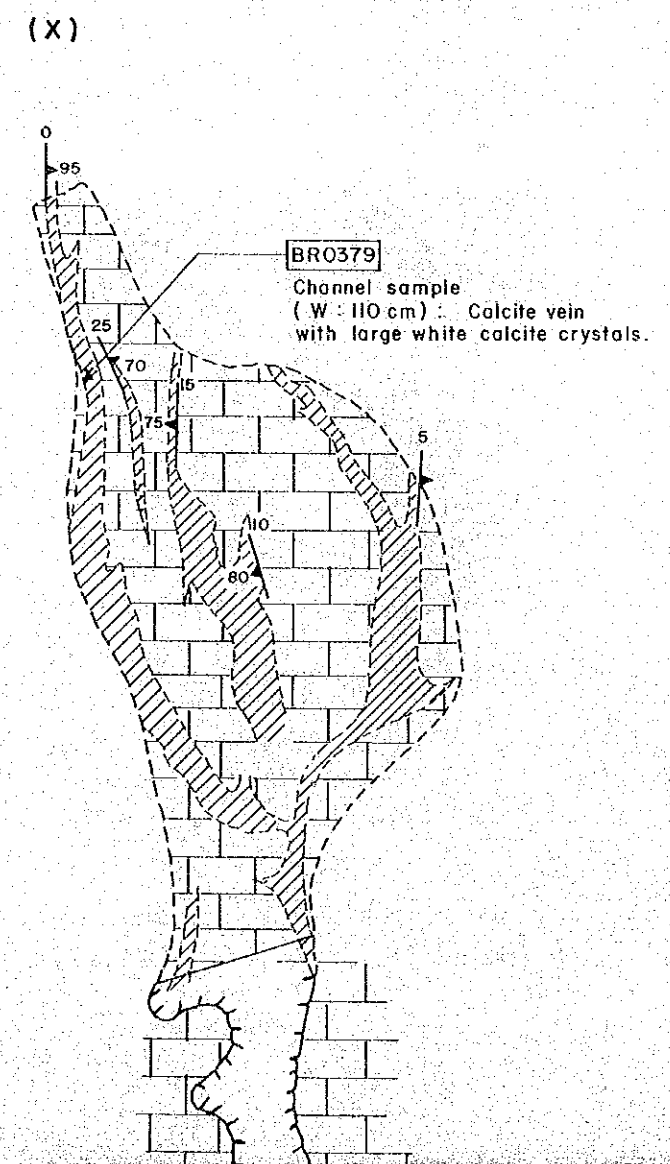 (X)
0
95
BR0379
Channel sample
( W : 110 cm) : Calcite vein
with large white calcite crystals.
25
70
15
75
5
10
80